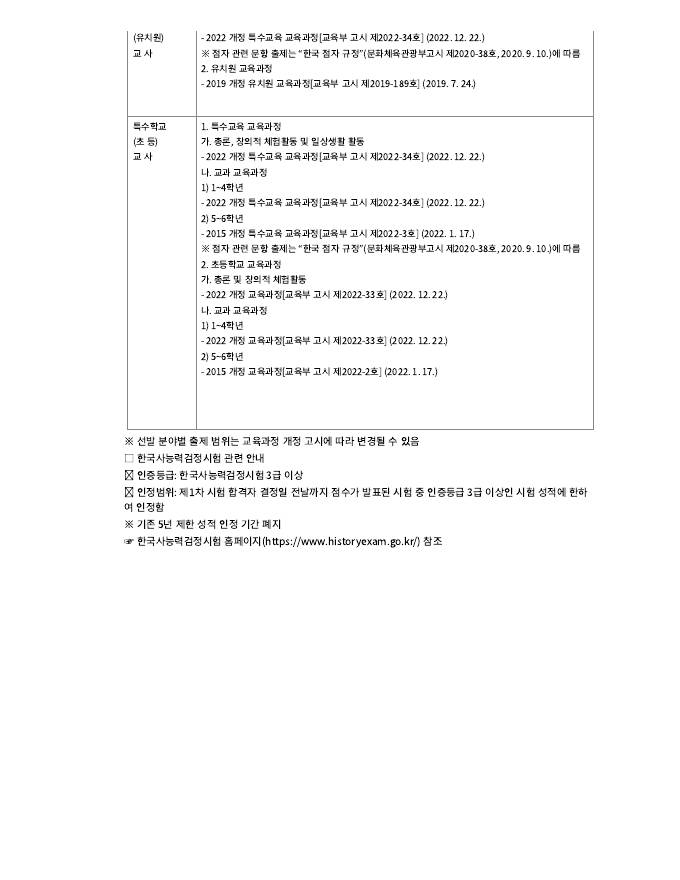 (유치원)
교 사
- 2022 개정 특수교육 교육과정[교육부 고시 제2022-34호] (2022. 12. 22.)
※ 점자 관련 문항 출제는 “한국 점자 규정”(문화체육관광부고시 제2020-38호, 2020. 9. 10.)에 따름
2. 유치원 교육과정
- 2019 개정 유치원 교육과정[교육부 고시 제2019-189호] (2019. 7. 24.)
특수학교
(초 등)
교 사
1. 특수교육 교육과정
가. 총론, 창의적 체험활동 및 일상생활 활동
- 2022 개정 특수교육 교육과정[교육부 고시 제2022-34호] (2022. 12. 22.)
나. 교과 교육과정
1) 1~4학년
- 2022 개정 특수교육 교육과정[교육부 고시 제2022-34호] (2022. 12. 22.)
2) 5~6학년
- 2015 개정 특수교육 교육과정[교육부 고시 제2022-3호] (2022. 1. 17.)
※ 점자 관련 문항 출제는 “한국 점자 규정”(문화체육관광부고시 제2020-38호, 2020. 9. 10.)에 따름
2. 초등학교 교육과정
가. 총론 및 창의적 체험활동
- 2022 개정 교육과정[교육부 고시 제2022-33호] (2022. 12. 22.)
나. 교과 교육과정
1) 1~4학년
- 2022 개정 교육과정[교육부 고시 제2022-33호] (2022. 12. 22.)
2) 5~6학년
- 2015 개정 교육과정[교육부 고시 제2022-2호] (2022. 1. 17.)
※ 선발 분야별 출제 범위는 교육과정 개정 고시에 따라 변경될 수 있음
□ 한국사능력검정시험 관련 안내
☒ 인증등급: 한국사능력검정시험 3급 이상
☒ 인정범위: 제1차 시험 합격자 결정일 전날까지 점수가 발표된 시험 중 인증등급 3급 이상인 시험 성적에 한하
여 인정함
※ 기존 5년 제한 성적 인정 기간 폐지
☞ 한국사능력검정시험 홈페이지(https://www.historyexam.go.kr/) 참조